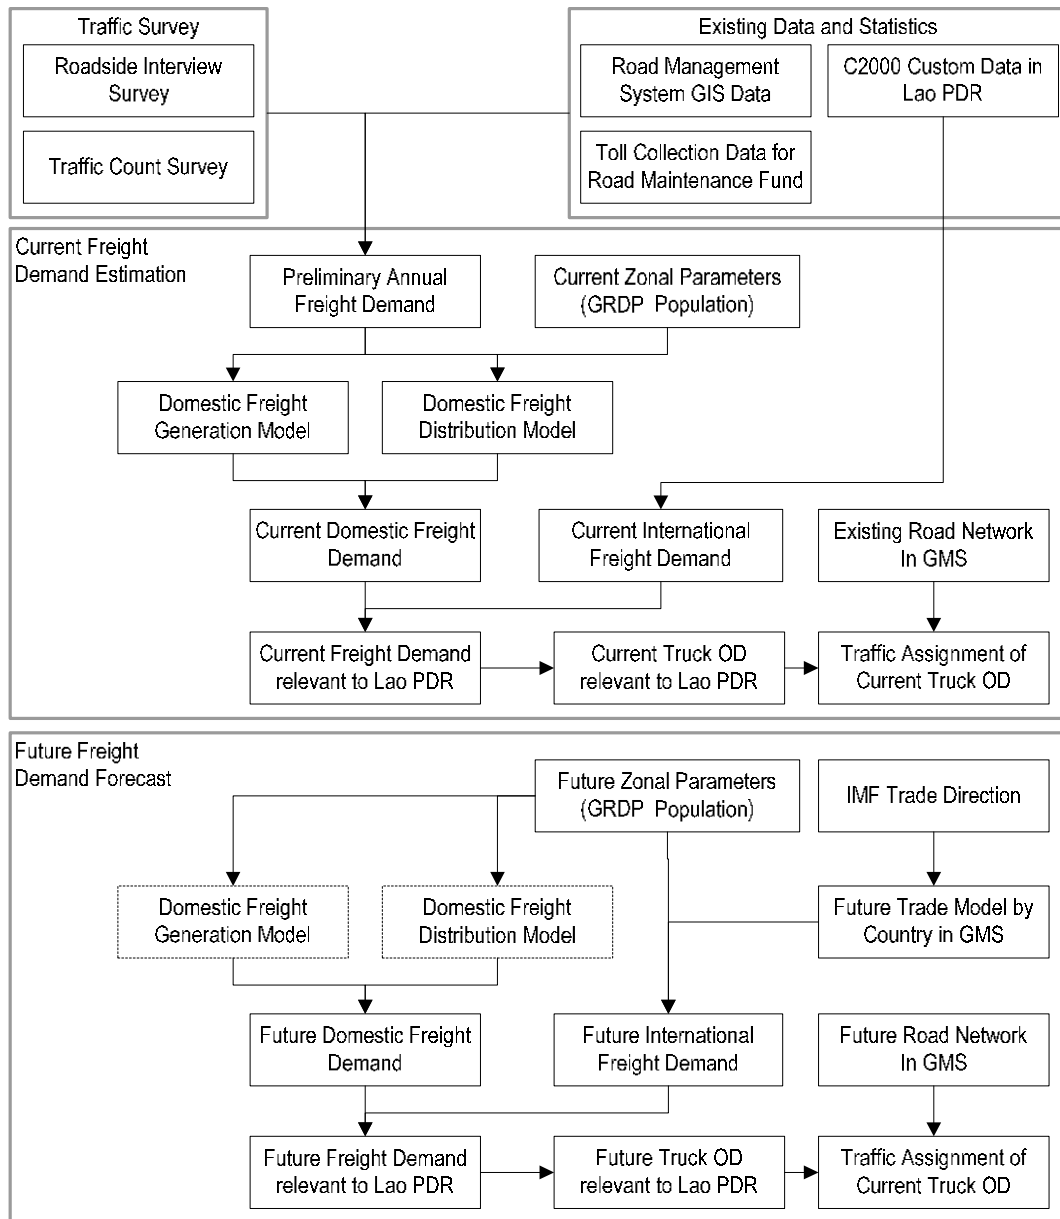 Traffic Survey
Roadside Interview
Survey
Traffic Count Survey
Existing Data and Statistics
Road Management
System GIS Data
C2000 Custom Data in
Lao PDR
Toll Collection Data for
Road Maintenance Fund
Current Freight
Demand Estimation
Preliminary Annual
Freight Demand
Current Zonal Parameters
(GRDP Population)
Domestic Freight
Generation Model
Domestic Freight
Distribution Model
Current Domestic Freight
Demand
Current International
Freight Demand
Existing Road Network
In GMS
Current Freight Demand
relevant to Lao PDR
Current Truck OD
relevant to Lao PDR
Traffic Assignment of
Current Truck OD
Future Freight
Demand Forecast
Future Zonal Parameters
(GRDP Population)
IMF Trade Direction
Domestic Freight
Generation Model
Domestic Freight
Distribution Model
Future Trade Model by
Country in GMS
Future Domestic Freight
Demand
Future International
Freight Demand
Future Road Network
In GMS
Future Freight Demand
relevant to Lao PDR
Future Truck OD
relevant to Lao PDR
Traffic Assignment of
Current Truck OD